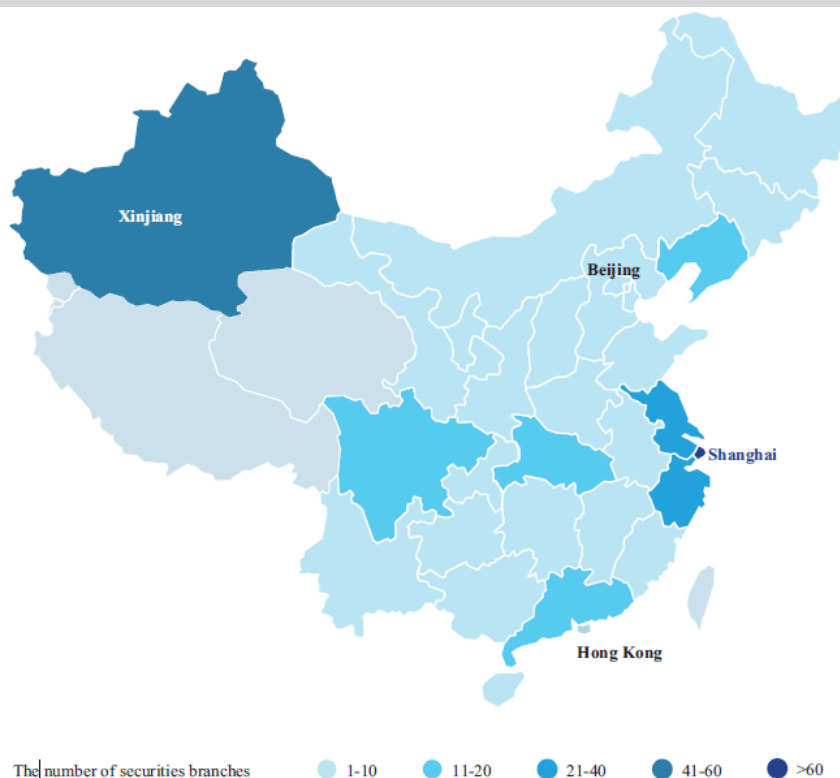 Xinjiang
Beijing
Shanghai
Hong Kong
The number of securities branches 1-10 11-20 21-40 41-60 >60